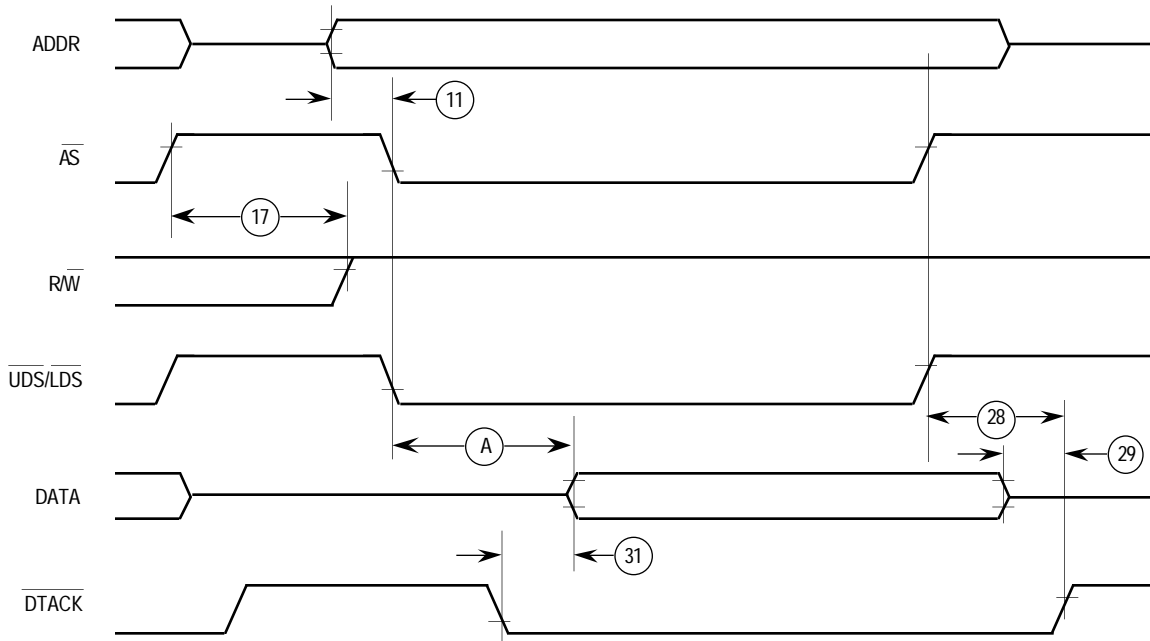 ADDR
11
AS
17
R/W
UDS/LDS
A
28
29
DATA
31
DTACK